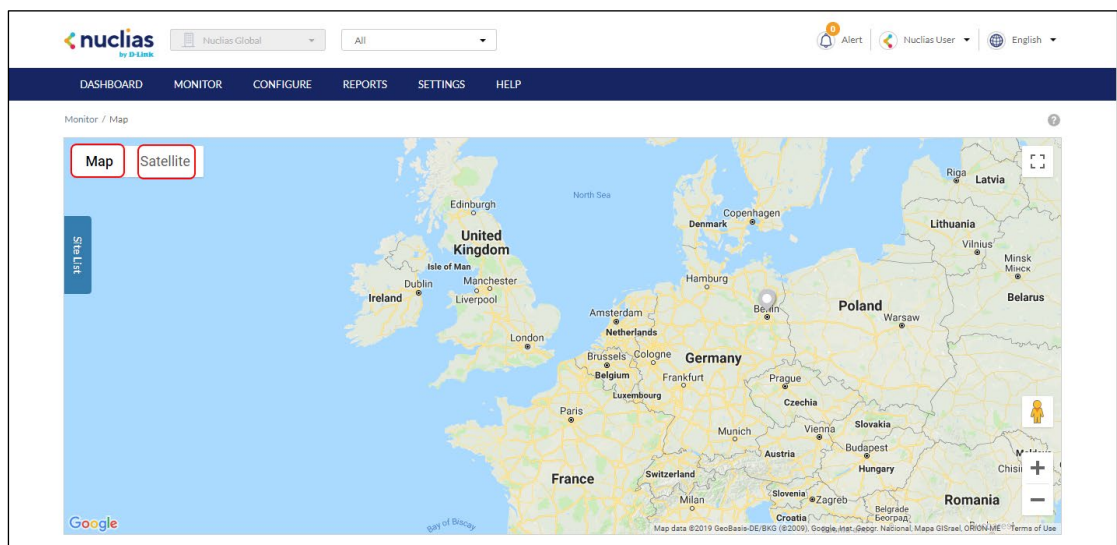 nuclias
by D-Link
Nuclias Global
All
0
Alert
Nuclias User
English
DASHBOARD MONITOR CONFIGURE REPORTS SETTINGS HELP
Monitor / Map
?
Map Satellite
Site List
North Sea
Riga
Latvia
Edinburgh
Copenhagen
Denmark
Lithuania
United
Kingdom
Vilnius
Minsk
Мінск
Isle of Man
Manchester
Hamburg
Dublin
Ireland
Liverpool
Belarus
Amsterdam
Berlin
Poland
Warsaw
Netherlands
London
Brussels
Cologne
Germany
Belgium
Frankfurt
Prague
Luxembourg
Czechia
Paris
Munich
Vienna
Slovakia
Austria
Budapest
Hungary
France
Switzerland
Milan
Slovenia
Zagreb
Romania
Croatia
Belgrade
Београд
Google
Bay of Biscay
Map data ©2019 GeoBasis-DE/BKG (©2009), Google, Inst. Geogr. Nacional, Mapa GISrael, ORION-ME
Terms of Use